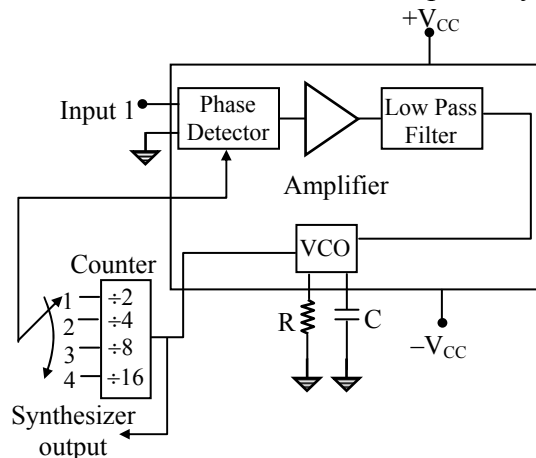 +VCC
Input 1
Phase
Detector
Low Pass
Filter
Amplifier
VCO
Counter
1 ÷2
2 ÷4
3 ÷8
4 ÷16
R
C
–VCC
Synthesizer
output